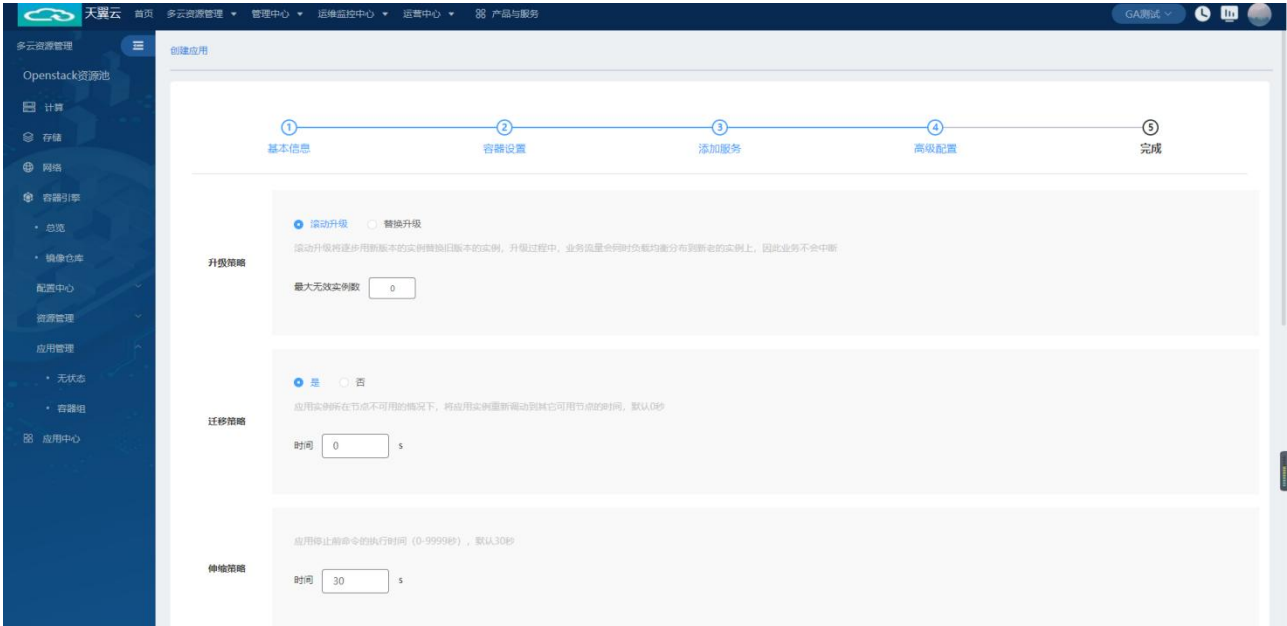 天翼云 首页 多云资源管理 管理中心 运维监控中心 运营中心 产品与服务 GA测试
多云资源管理
Openstack资源池
计算
存储
网络
容器引擎
• 总览
• 镜像仓库
配置中心
资源管理
应用管理
• 无状态
• 容器组
应用中心
创建应用
1 2 3 4 5
基本信息 容器设置 添加服务 高级配置 完成
升级策略
滚动升级 替换升级
滚动升级将逐步用新版本的实例替换旧版本的实例,升级过程中,业务流量会同时负载均衡分布到新老的实例上,因此业务不会中断
最大无效实例数 0
迁移策略
是 否
应用实例所在节点不可用的情况下,将应用实例重新调动到其它可用节点的时间,默认0秒
时间 0 s
伸缩策略
应用停止前命令的执行时间(0-9999秒),默认30秒
时间 30 s